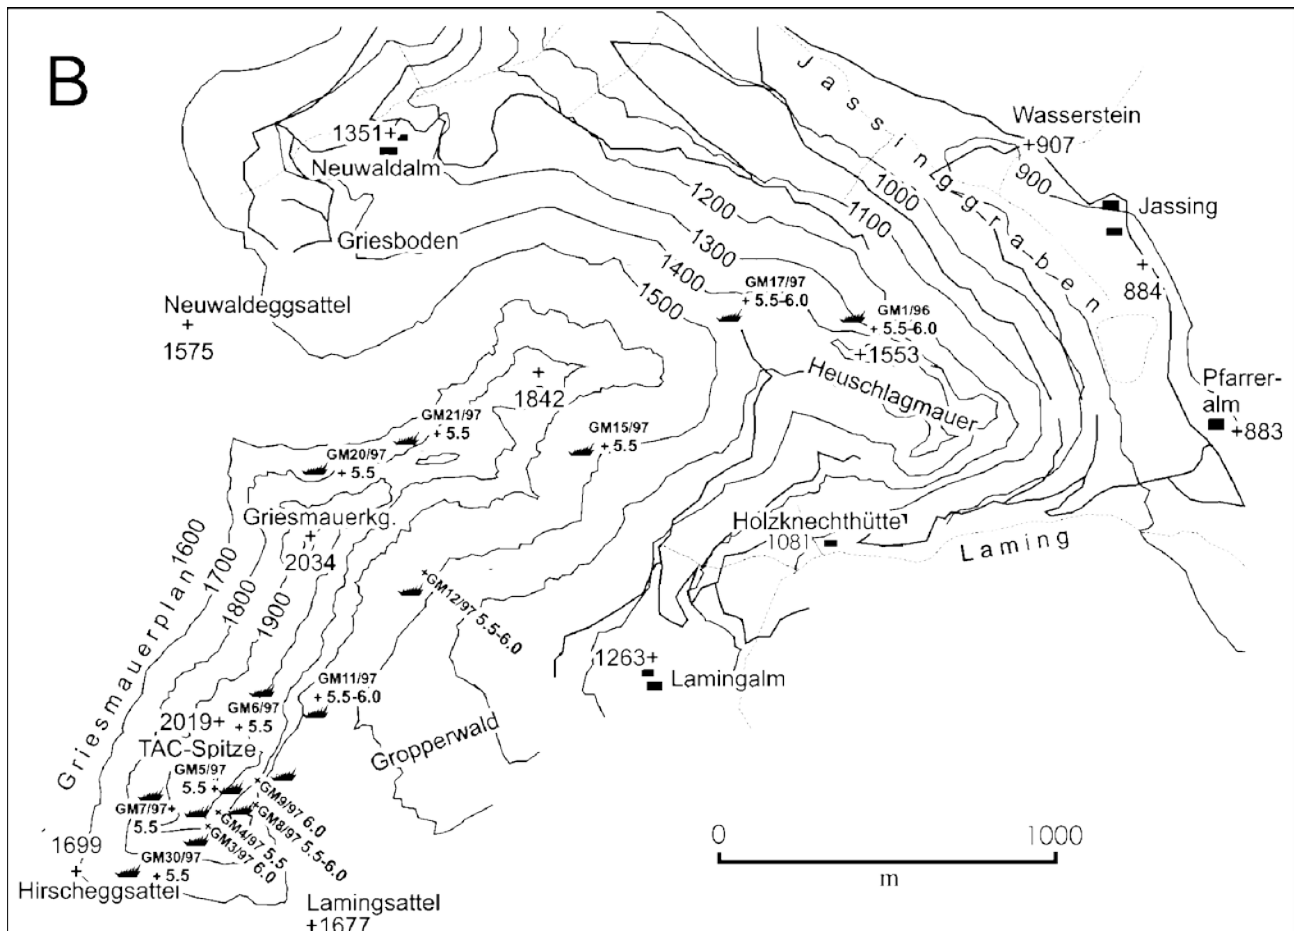 B
Jassinggraben
Wasserstein
+907
1351+
Neuwaldalm
900
1000
1200
1100
Jassing
1300
Griesboden
1400
GM17/97
+ 5.5-6.0
884
1500
Neuwaldeggsattel
1575
GM1/96
+ 5.5-6.0
+1553
Heuschlagmauer
Pfarrer-
alm
+883
1842
GM21/97
+ 5.5
GM15/97
+ 5.5
GM20/97
+ 5.5
Griesmauerkg.
2034
Holzknechthütte
1081
Laming
1600
1700
1800
1900
Griesmauerplan
+GM12/97 5.5-6.0
1263+
Lamingalm
GM11/97
+ 5.5-6.0
GM6/97
+ 5.5
2019+
TAC-Spitze
Gropperwald
GM5/97
5.5 +
GM7/97+
5.5
+GM9/97 6.0
+GM8/97 5.5-6.0
+GM4/97 5.5
+GM3/97 6.0
GM30/97
+ 5.5
1699
Hirscheggsattel
Lamingsattel
+1677
0
1000
m